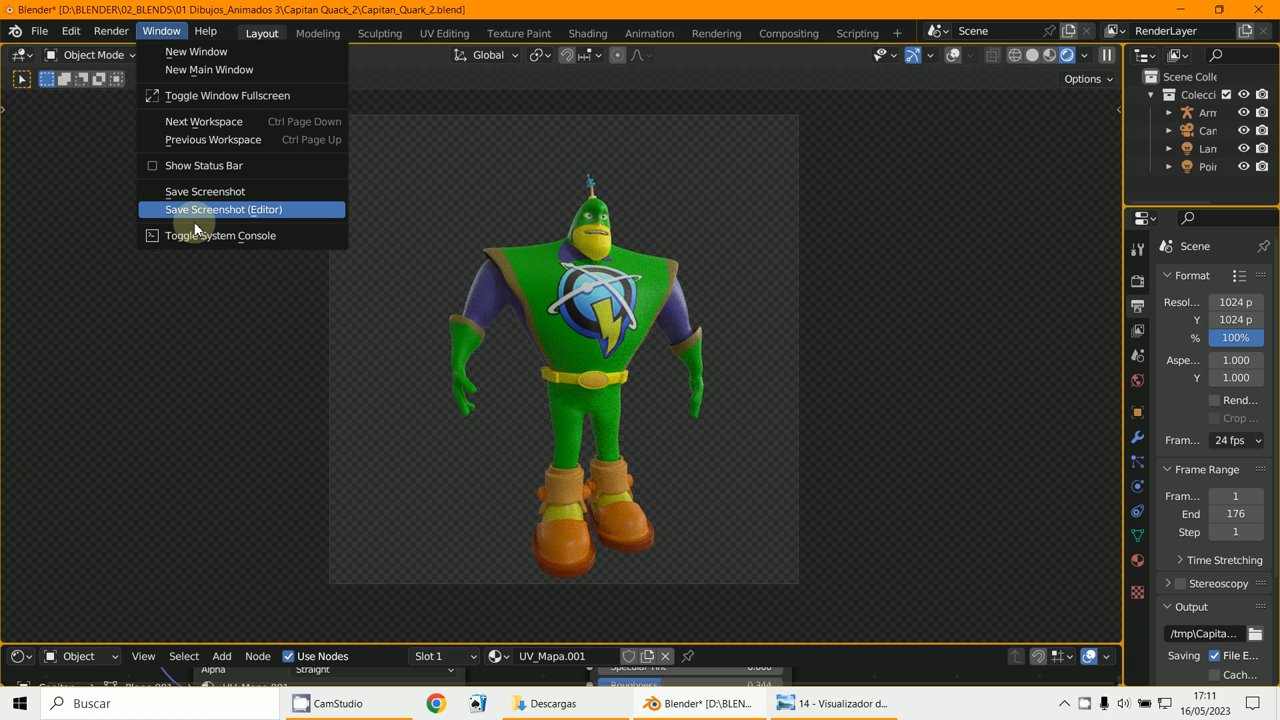 Blender* [D:\BLENDER\02_BLENDS\01 Dibujos_Animados 3\Capitan Quack_2\Capitan_Quark_2.blend]
File Edit Render Window Help Layout Modeling Sculpting UV Editing Texture Paint Shading Animation Rendering Compositing Scripting + Scene RenderLayer
Object Mode Global
Options
New Window
New Main Window
Toggle Window Fullscreen
Next Workspace Ctrl Page Down
Previous Workspace Ctrl Page Up
Show Status Bar
Save Screenshot
Save Screenshot (Editor)
Toggle System Console
Scene Colle
Colecci
Arm
Can
Lan
Poin
Scene
Format
Resol... 1024 p
Y 1024 p
% 100%
Aspe... 1.000
Y 1.000
Rend...
Crop ...
Fram... 24 fps
Frame Range
Fram... 1
End 176
Step 1
Time Stretching
Stereoscopy
Output
/tmp\Capita...
Saving File E...
Cach...
Object View Select Add Node Use Nodes Slot 1 UV_Mapa.001
Alpha Straight
Roughness 0.344
Buscar CamStudio Descargas Blender* [D:\BLEN... 14 - Visualizador d...
17:11
16/05/2023